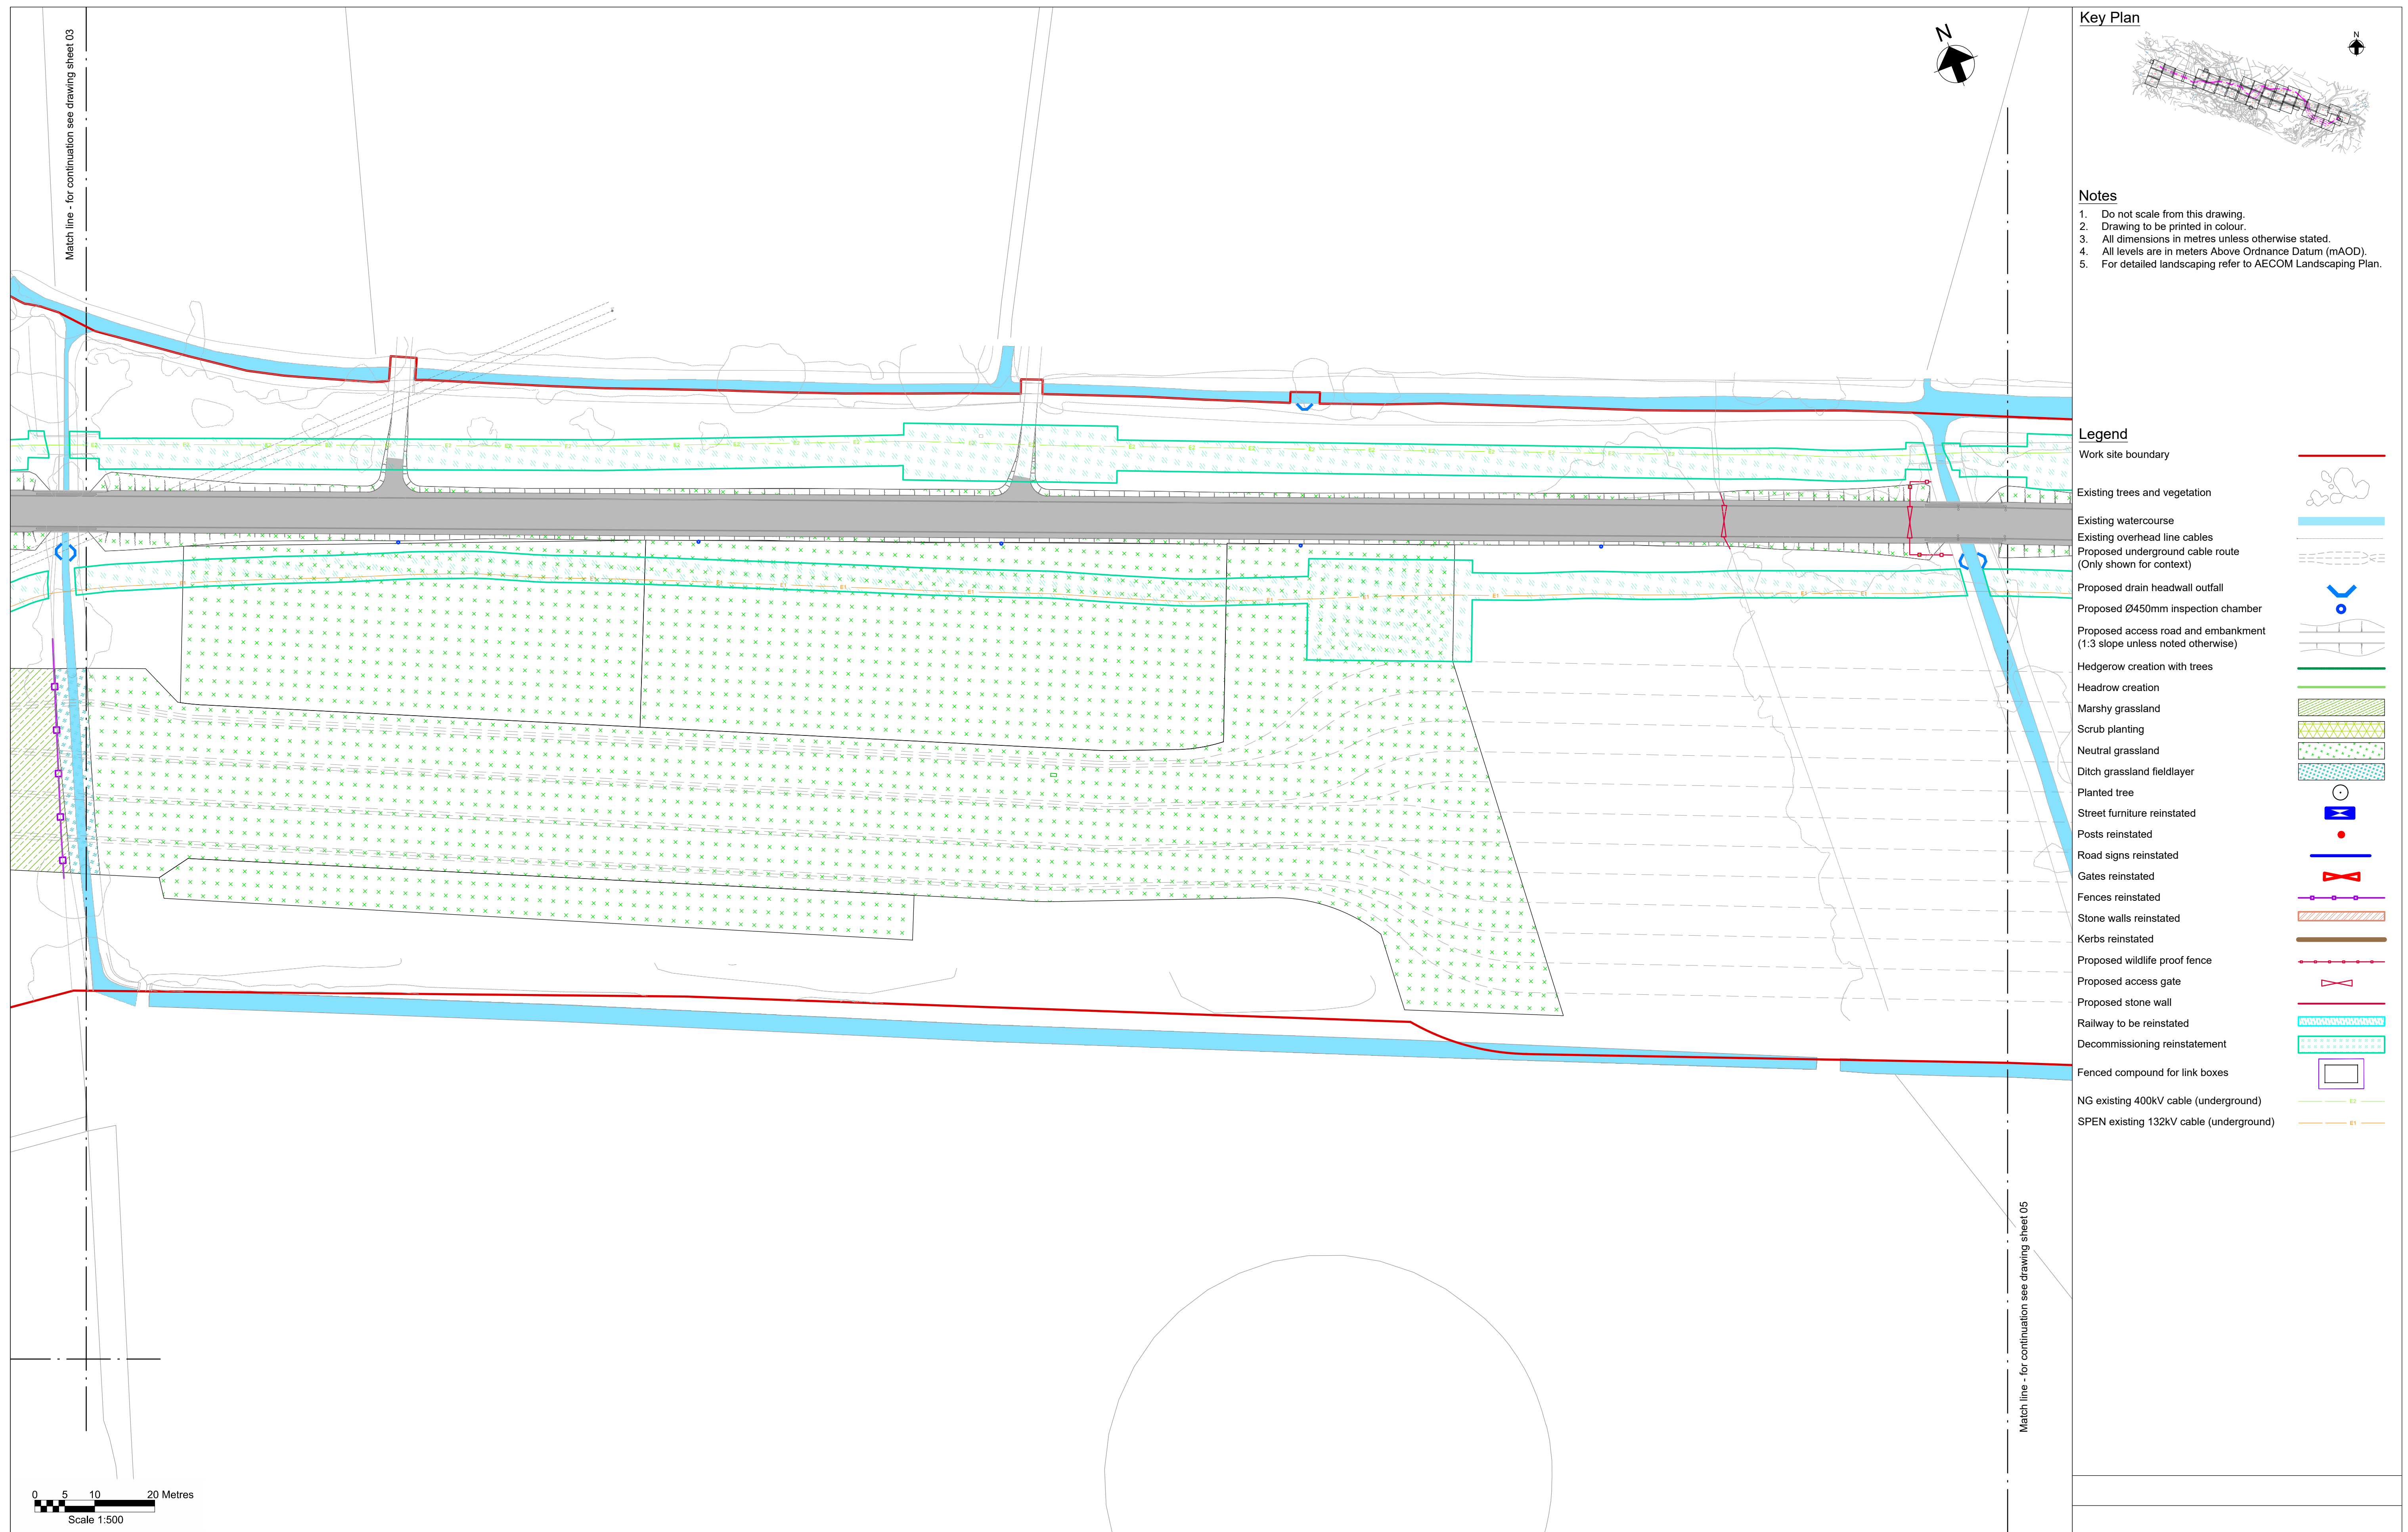 Match line - for continuation see drawing sheet 03
N
Match line - for continuation see drawing sheet 05
0 5 10 20 Metres
Scale 1:500
Key Plan
N
Notes
1. Do not scale from this drawing.
2. Drawing to be printed in colour.
3. All dimensions in metres unless otherwise stated.
4. All levels are in meters Above Ordnance Datum (mAOD).
5. For detailed landscaping refer to AECOM Landscaping Plan.
Legend
Work site boundary
Existing trees and vegetation
Existing watercourse
Existing overhead line cables
Proposed underground cable route
(Only shown for context)
Proposed drain headwall outfall
Proposed Ø450mm inspection chamber
Proposed access road and embankment
(1:3 slope unless noted otherwise)
Hedgerow creation with trees
Headrow creation
Marshy grassland
Scrub planting
Neutral grassland
Ditch grassland fieldlayer
Planted tree
Street furniture reinstated
Posts reinstated
Road signs reinstated
Gates reinstated
Fences reinstated
Stone walls reinstated
Kerbs reinstated
Proposed wildlife proof fence
Proposed access gate
Proposed stone wall
Railway to be reinstated
Decommissioning reinstatement
Fenced compound for link boxes
NG existing 400kV cable (underground) E2
SPEN existing 132kV cable (underground) E1